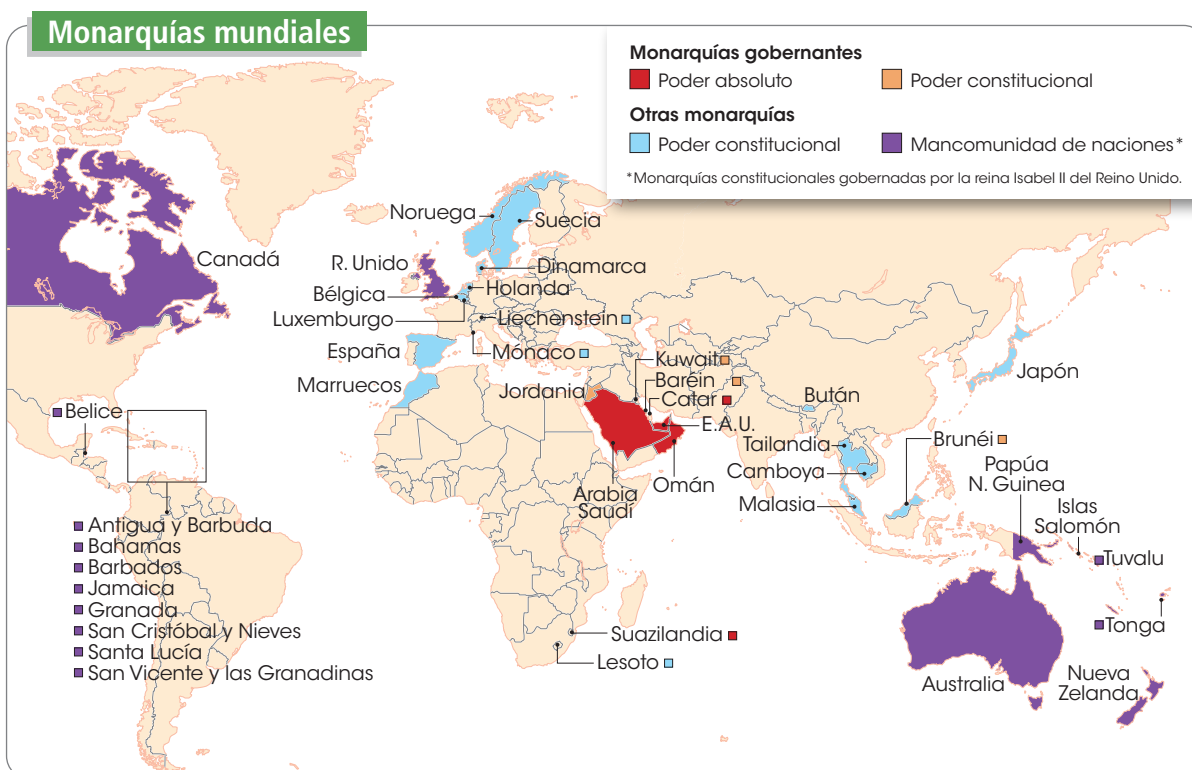 Monarquías mundiales
Monarquías gobernantes
Poder absoluto
Poder constitucional
Otras monarquías
Poder constitucional
Mancomunidad de naciones*
*Monarquías constitucionales gobernadas por la reina Isabel II del Reino Unido.
Noruega
Suecia
Canadá
R. Unido
Dinamarca
Bélgica
Holanda
Luxemburgo
Liechenstein
España
Mónaco
Marruecos
Kuwait
Jordania
Baréin
Catar
E.A.U.
Bután
Japón
Belice
Tailandia
Brunéi
Camboya
Papúa
N. Guinea
Omán
Arabia
Saudí
Malasia
Islas
Salomón
Antigua y Barbuda
Bahamas
Barbados
Jamaica
Granada
San Cristóbal y Nieves
Santa Lucía
San Vicente y las Granadinas
Tuvalu
Tonga
Suazilandia
Lesoto
Australia
Nueva
Zelanda